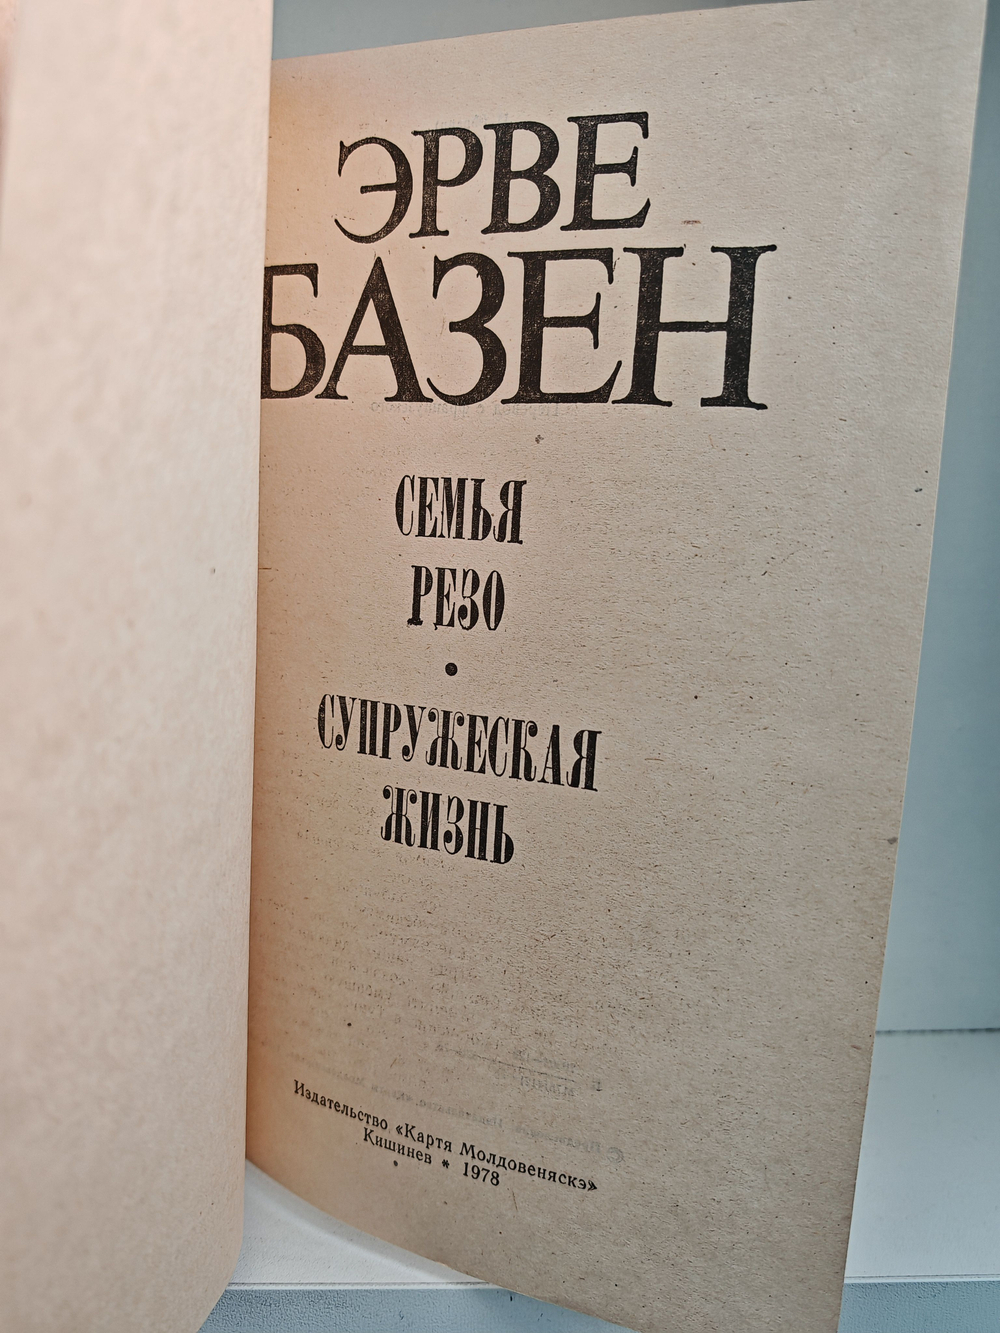 ЭРВЕ
БАЗЕН
СЕМЬЯ
РЕЗО
•
СУПРУЖЕСКАЯ
ЖИЗНЬ
Издательство «Картя Молдовеняскэ»
Кишинев * 1978